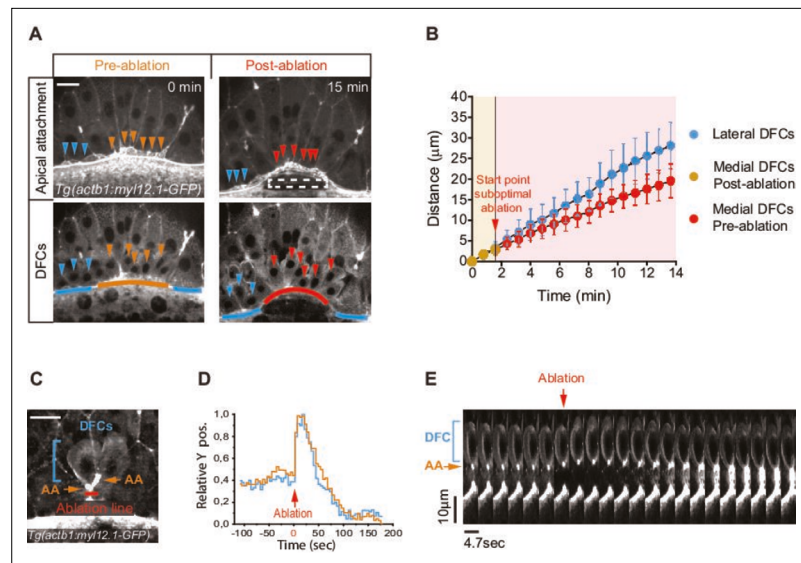 A
Pre-ablation
Post-ablation
Apical attachment
0 min
15 min
Tg(actb1:myl12.1-GFP)
DFCs
B
Distance (µm)
40
35
30
25
20
15
10
5
0
Start point
suboptimal
ablation
0 2 4 6 8 10 12 14
Time (min)
Lateral DFCs
Medial DFCs
Post-ablation
Medial DFCs
Pre-ablation
C
DFCs
AA
AA
Ablation line
Tg(actb1:myl12.1-GFP)
D
Relative Y pos.
1,0
0,8
0,6
0,4
0,2
0,0
Ablation
-100 -50 0 50 100 150 200
Time (sec)
E
Ablation
DFC
AA
10µm
4.7sec